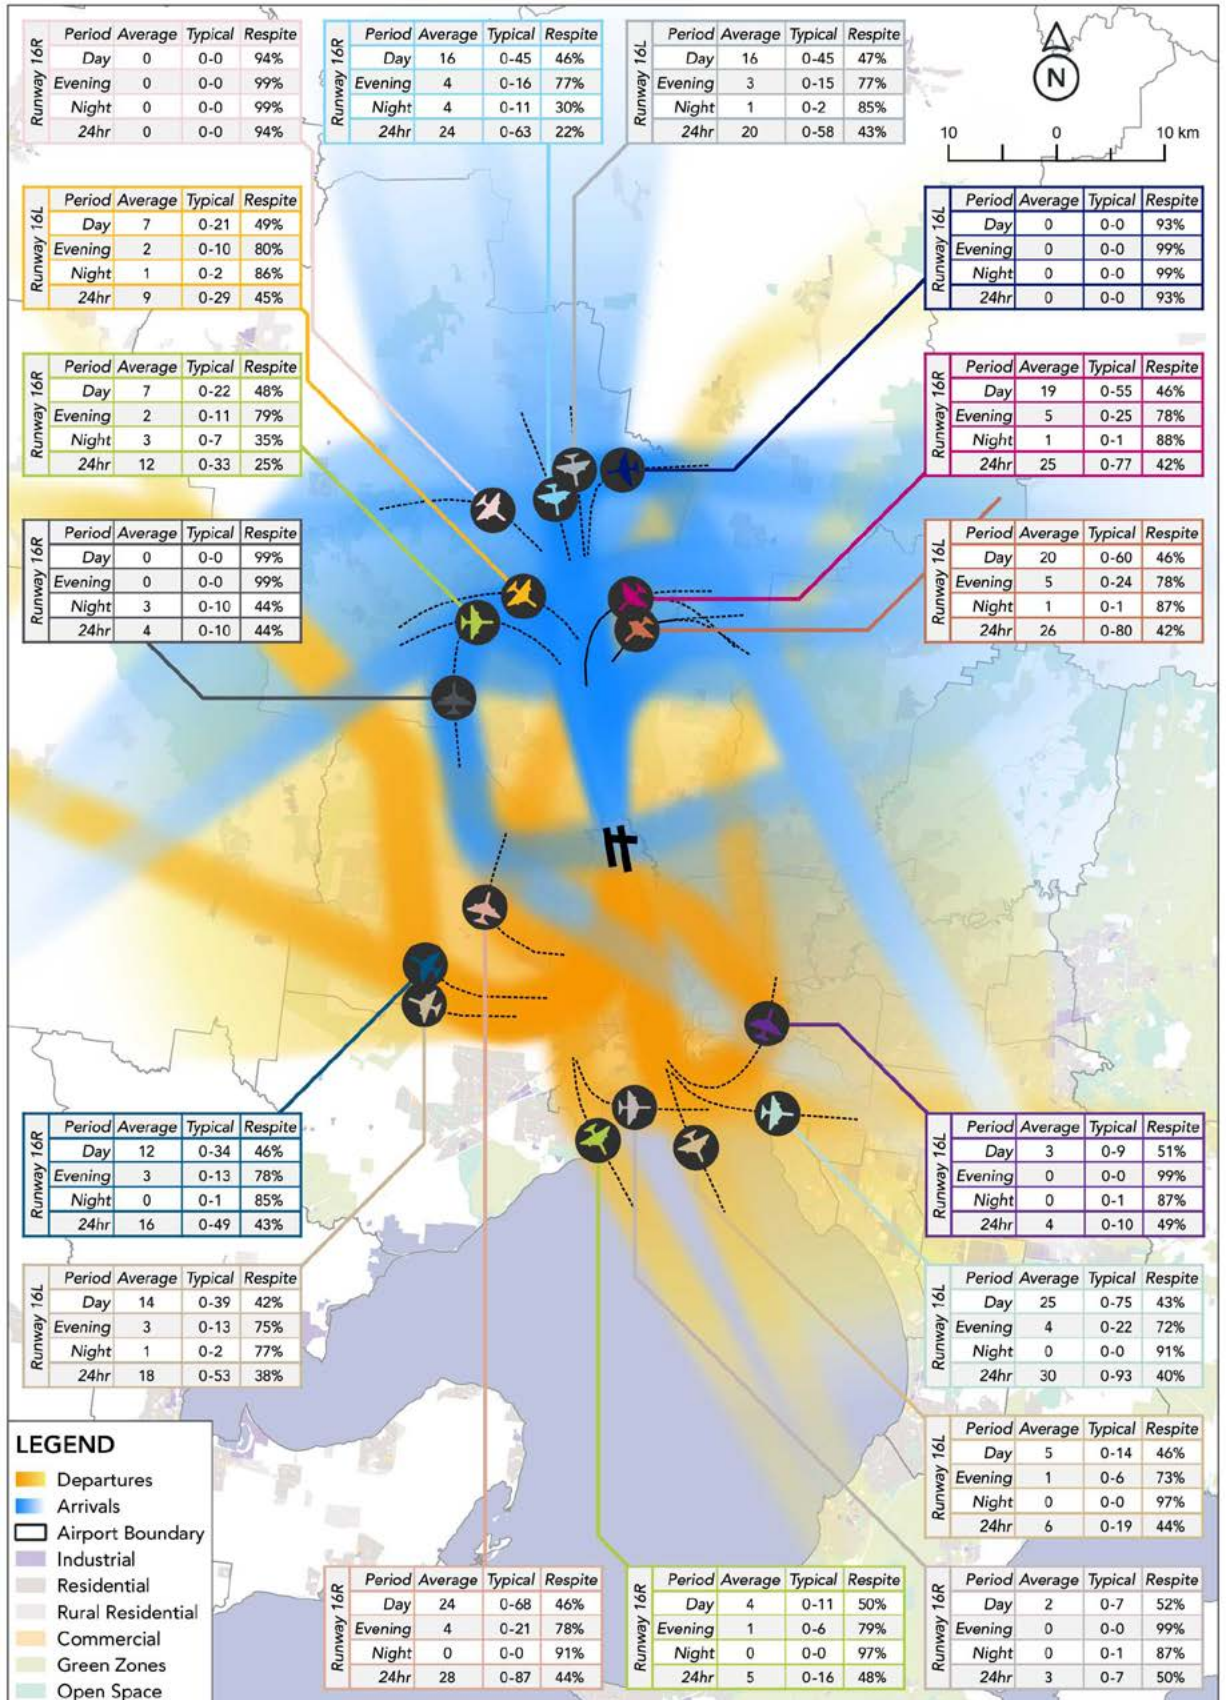 Runway 16R
Period Average Typical Respite
Day 0 0-0 94%
Evening 0 0-0 99%
Night 0 0-0 99%
24hr 0 0-0 94%
Runway 16R
Period Average Typical Respite
Day 16 0-45 46%
Evening 4 0-16 77%
Night 4 0-11 30%
24hr 24 0-63 22%
Runway 16L
Period Average Typical Respite
Day 16 0-45 47%
Evening 3 0-15 77%
Night 1 0-2 85%
24hr 20 0-58 43%
N
10 0 10 km
Runway 16L
Period Average Typical Respite
Day 7 0-21 49%
Evening 2 0-10 80%
Night 1 0-2 86%
24hr 9 0-29 45%
Runway 16L
Period Average Typical Respite
Day 0 0-0 93%
Evening 0 0-0 99%
Night 0 0-0 99%
24hr 0 0-0 93%
Runway 16R
Period Average Typical Respite
Day 7 0-22 48%
Evening 2 0-11 79%
Night 3 0-7 35%
24hr 12 0-33 25%
Runway 16R
Period Average Typical Respite
Day 19 0-55 46%
Evening 5 0-25 78%
Night 1 0-1 88%
24hr 25 0-77 42%
Runway 16R
Period Average Typical Respite
Day 0 0-0 99%
Evening 0 0-0 99%
Night 3 0-10 44%
24hr 4 0-10 44%
Runway 16L
Period Average Typical Respite
Day 20 0-60 46%
Evening 5 0-24 78%
Night 1 0-1 87%
24hr 26 0-80 42%
Runway 16R
Period Average Typical Respite
Day 12 0-34 46%
Evening 3 0-13 78%
Night 0 0-1 85%
24hr 16 0-49 43%
Runway 16L
Period Average Typical Respite
Day 3 0-9 51%
Evening 0 0-0 99%
Night 0 0-1 87%
24hr 4 0-10 49%
Runway 16L
Period Average Typical Respite
Day 14 0-39 42%
Evening 3 0-13 75%
Night 1 0-2 77%
24hr 18 0-53 38%
Runway 16L
Period Average Typical Respite
Day 25 0-75 43%
Evening 4 0-22 72%
Night 0 0-0 91%
24hr 30 0-93 40%
Runway 16L
Period Average Typical Respite
Day 5 0-14 46%
Evening 1 0-6 73%
Night 0 0-0 97%
24hr 6 0-19 44%
LEGEND
Departures
Arrivals
Airport Boundary
Industrial
Residential
Rural Residential
Commercial
Green Zones
Open Space
Runway 16R
Period Average Typical Respite
Day 24 0-68 46%
Evening 4 0-21 78%
Night 0 0-0 91%
24hr 28 0-87 44%
Runway 16R
Period Average Typical Respite
Day 4 0-11 50%
Evening 1 0-6 79%
Night 0 0-0 97%
24hr 5 0-16 48%
Runway 16R
Period Average Typical Respite
Day 2 0-7 52%
Evening 0 0-0 99%
Night 0 0-1 87%
24hr 3 0-7 50%